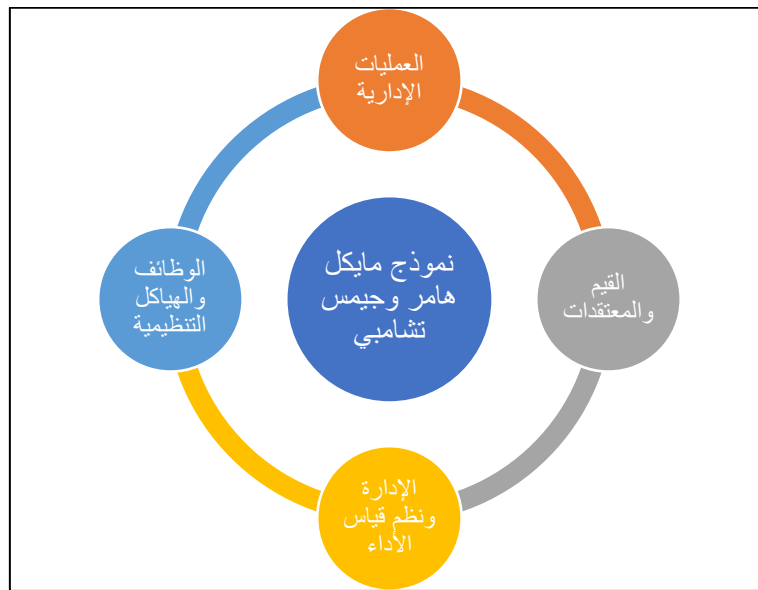 العمليات
الإدارية
القيم
والمعتقدات
نموذج مايكل
هامر وجيمس
تشامبي
الوظائف
والهياكل
التنظيمية
الإدارة
ونظم قياس
الأداء